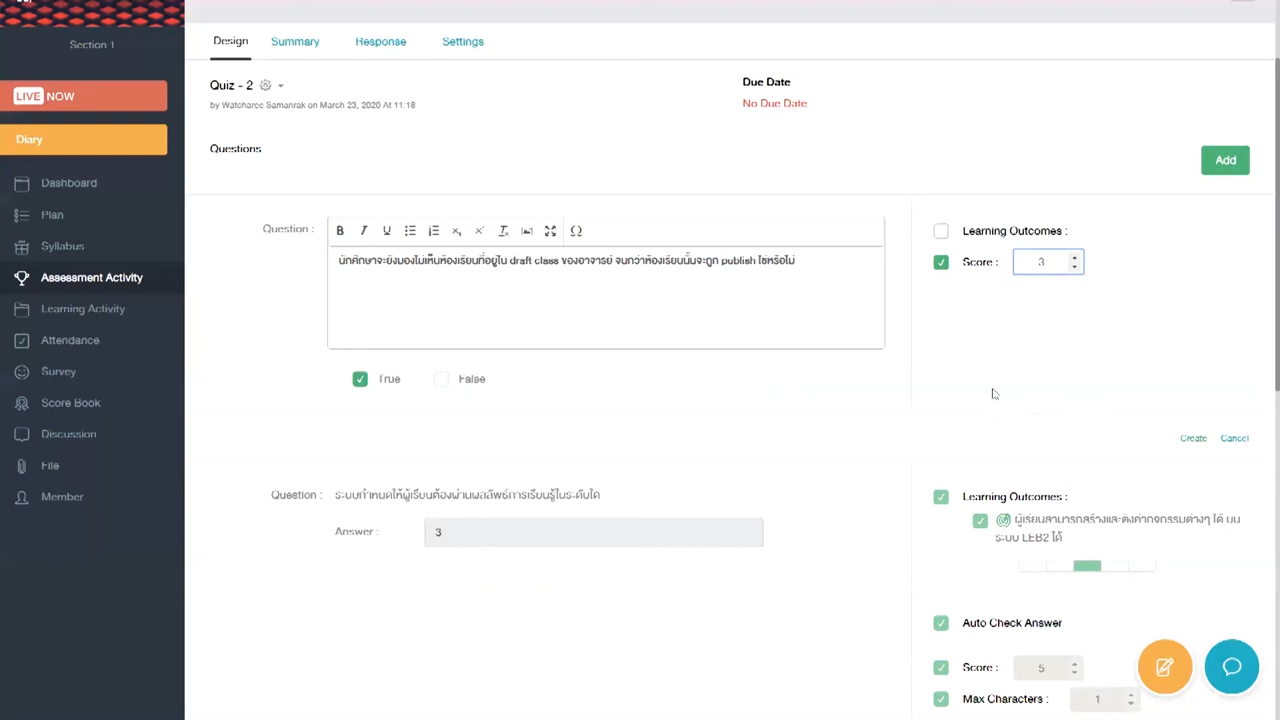 Section 1
LIVE NOW
Diary
Dashboard
Plan
Syllabus
Assessment Activity
Learning Activity
Attendance
Survey
Score Book
Discussion
File
Member
Design
Summary
Response
Settings
Quiz - 2
by Watcharee Samanrak on March 23, 2020 At 11:18
Due Date
No Due Date
Questions
Add
Question :
B I U
นักศึกษาจะยังมองไม่เห็นห้องเรียนที่อยู่ใน draft class ของอาจารย์ จนกว่าห้องเรียนนั้นจะถูก publish ใช่หรือไม่
True
False
Learning Outcomes :
Score : 3
Create
Cancel
Question : ระบบกำหนดให้ผู้เรียนต้องผ่านผลลัพธ์การเรียนรู้ในระดับใด
Answer : 3
Learning Outcomes :
ผู้เรียนสามารถสร้างและตั้งค่ากิจกรรมต่างๆ ได้ บน
ระบบ LEB2 ได้
Auto Check Answer
Score : 5
Max Characters : 1